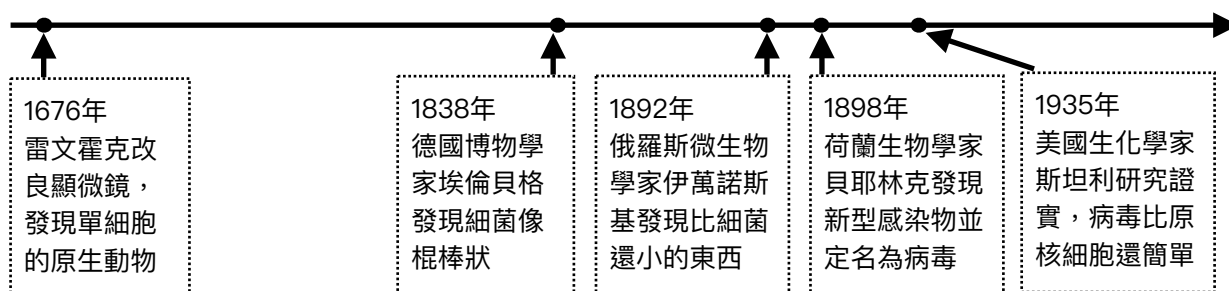 1676年
雷文霍克改
良顯微鏡，
發現單細胞
的原生動物
1838年
德國博物學
家埃倫貝格
發現細菌像
棍棒狀
1892年
俄羅斯微生物
學家伊萬諾斯
基發現比細菌
還小的東西
1898年
荷蘭生物學家
貝耶林克發現
新型感染物並
定名為病毒
1935年
美國生化學家
斯坦利研究證
實，病毒比原
核細胞還簡單